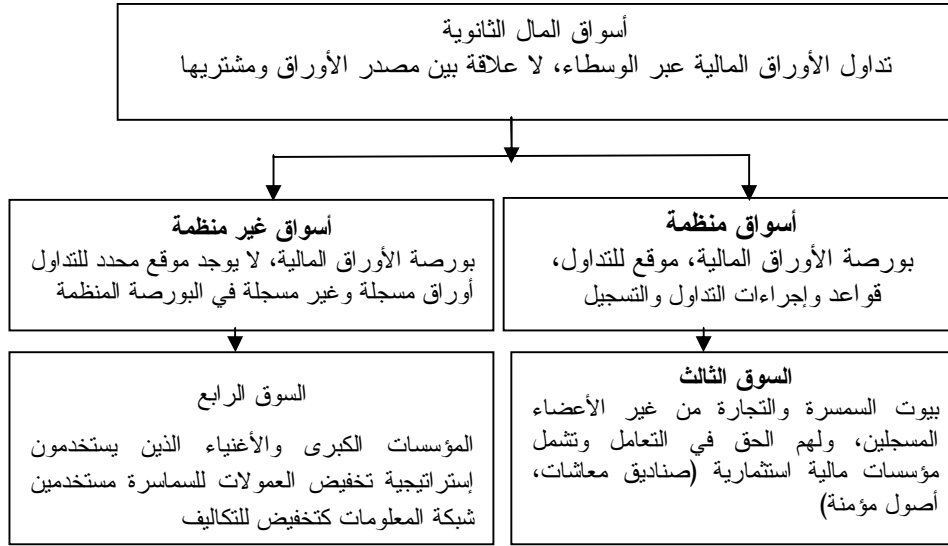 أسواق المال الثانوية
تداول الأوراق المالية عبر الوسطاء، لا علاقة بين مصدر الأوراق ومشتريها
أسواق منظمة
بورصة الأوراق المالية، موقع للتداول،
قواعد وإجراءات التداول والتسجيل
أسواق غير منظمة
بورصة الأوراق المالية، لا يوجد موقع محدد للتداول
أوراق مسجلة وغير مسجلة في البورصة المنظمة
السوق الثالث
بيوت السمسرة والتجارة من غير الأعضاء
المسجلين، ولهم الحق في التعامل وتشمل
مؤسسات مالية استثمارية (صناديق معاشات،
أصول مؤمنة)
السوق الرابع
المؤسسات الكبرى والأغنياء الذين يستخدمون
إستراتيجية تخفيض العمولات للسماسرة مستخدمين
شبكة المعلومات كتخفيض للتكاليف